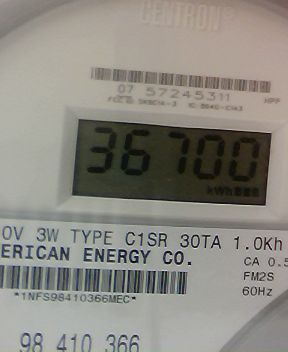 CENTRON®
07 57245311
36700
kWh
0V 3W TYPE C1SR 30TA 1.0Kh
ERICAN ENERGY CO.
CA 0.5
FM2S
*1NFS98410366MEC*
60Hz
98 410 366